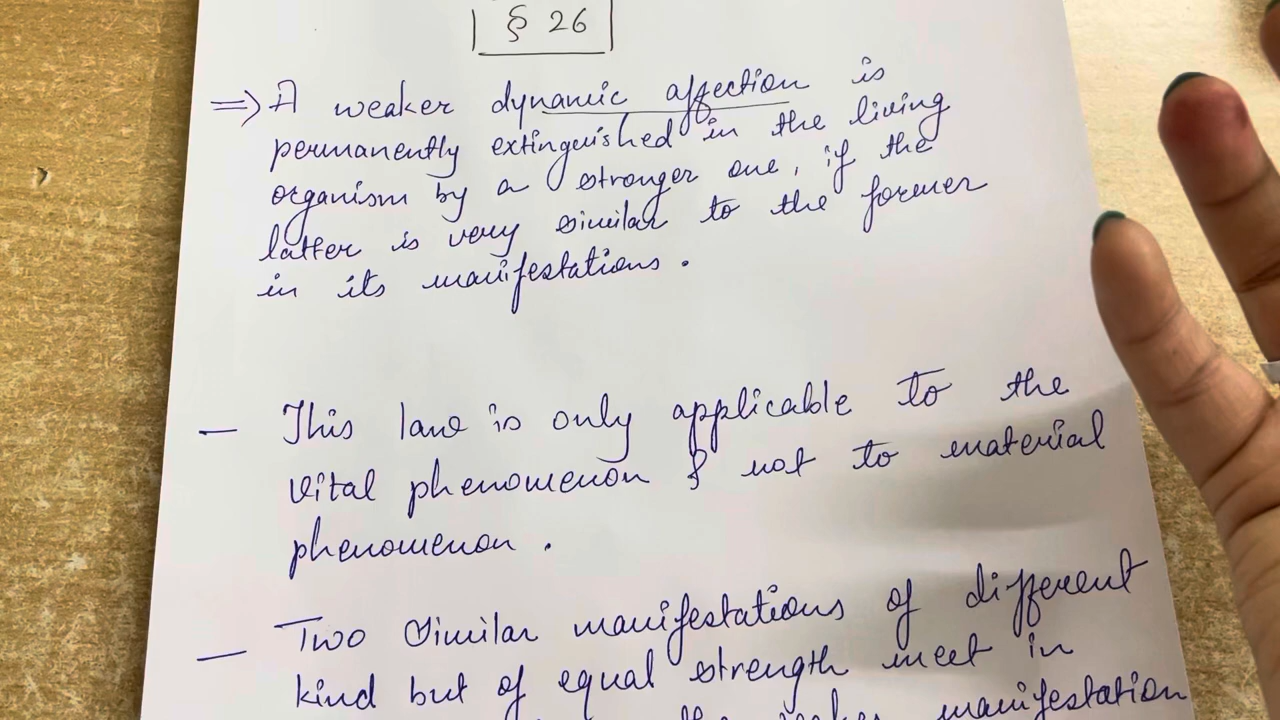 § 26
⇒ A weaker dynamic affection is
permanently extinguished in the living
organism by a stronger one, if the
latter is very similar to the former
in its manifestations.
- This law is only applicable to the
vital phenomenon & not to material
phenomenon.
- Two similar manifestations of different
kind but of equal strength meet in
manifestation